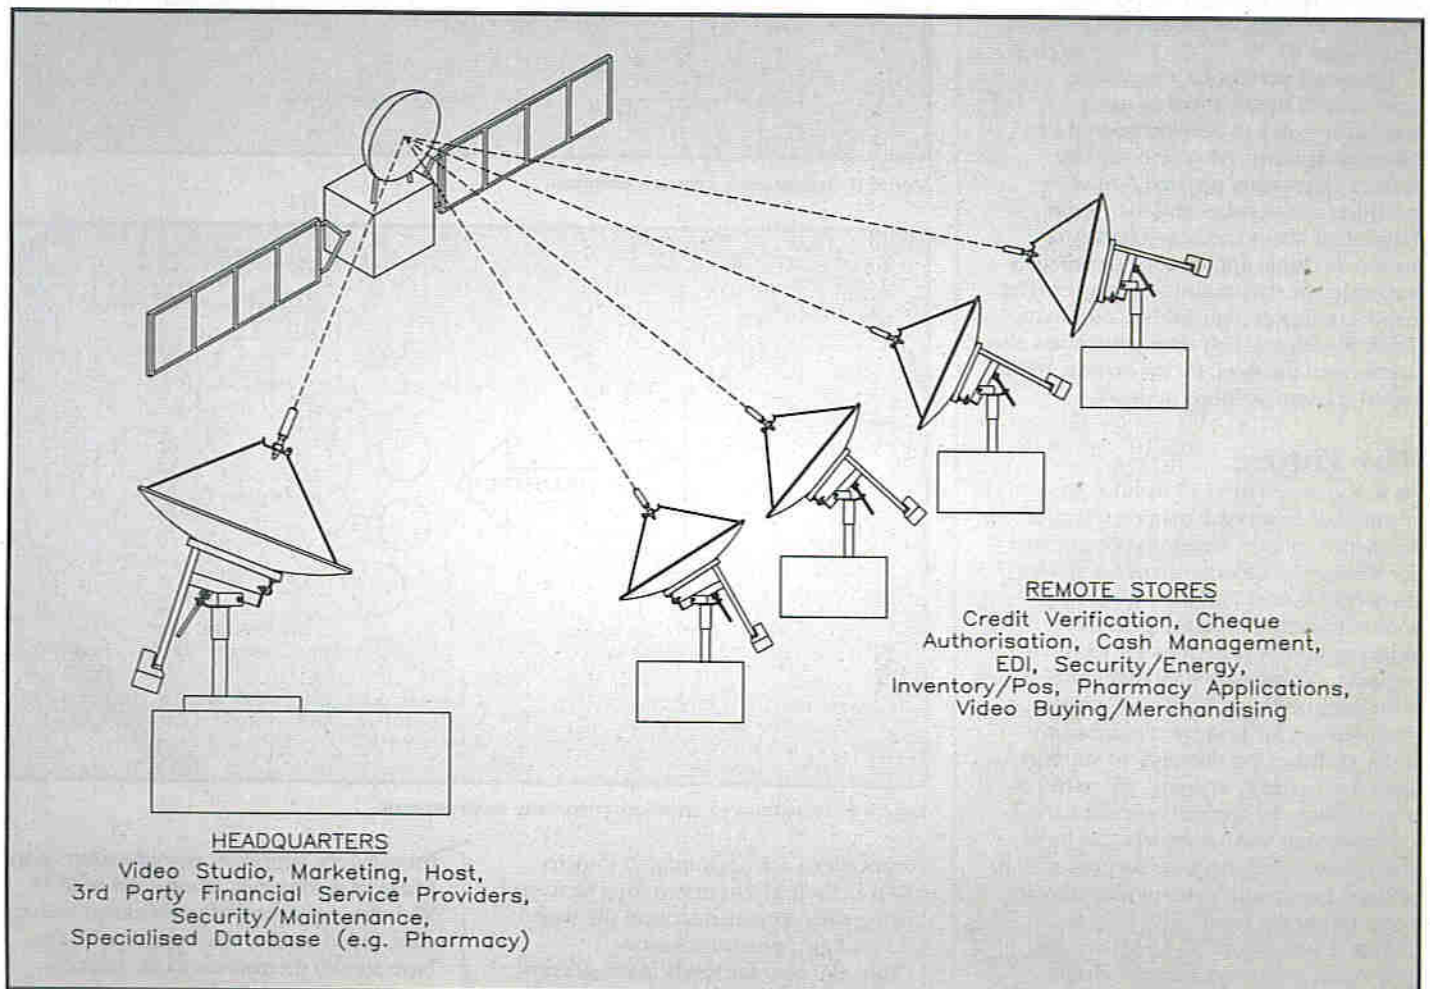 REMOTE STORES
Credit Verification, Cheque
Authorisation, Cash Management,
EDI, Security/Energy,
Inventory/Pos, Pharmacy Applications,
Video Buying/Merchandising
HEADQUARTERS
Video Studio, Marketing, Host,
3rd Party Financial Service Providers,
Security/Maintenance,
Specialised Database (e.g. Pharmacy)